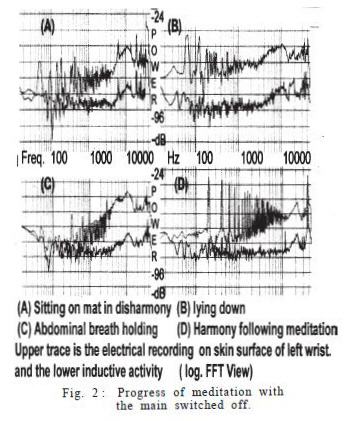 -24
(A) (B)
P O W E R
-96
-dB
Freq. 100 1000 10000 Hz 100 1000 10000
-24
(C) (D)
P O W E R
-96
-dB
(A) Sitting on mat in disharmony (B) lying down
(C) Abdominal breath holding (D) Harmony following meditation
Upper trace is the electrical recording on skin surface of left wrist.
and the lower inductive activity ( log. FFT View)
Fig. 2 : Progress of meditation with
the main switched off.